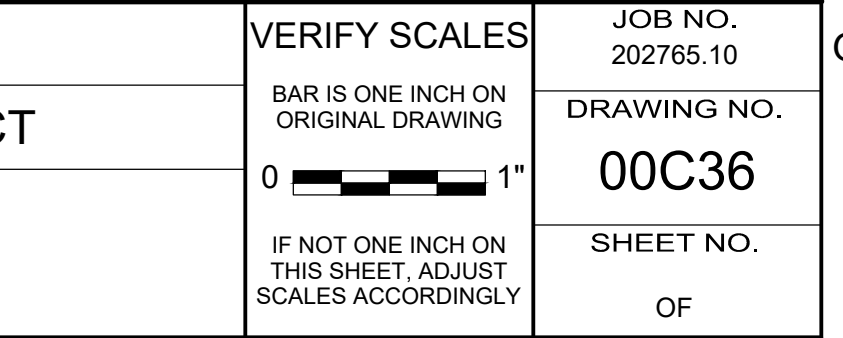 CT
VERIFY SCALES
BAR IS ONE INCH ON
ORIGINAL DRAWING
0 1"
IF NOT ONE INCH ON
THIS SHEET, ADJUST
SCALES ACCORDINGLY
JOB NO.
202765.10
DRAWING NO.
00C36
SHEET NO.
OF